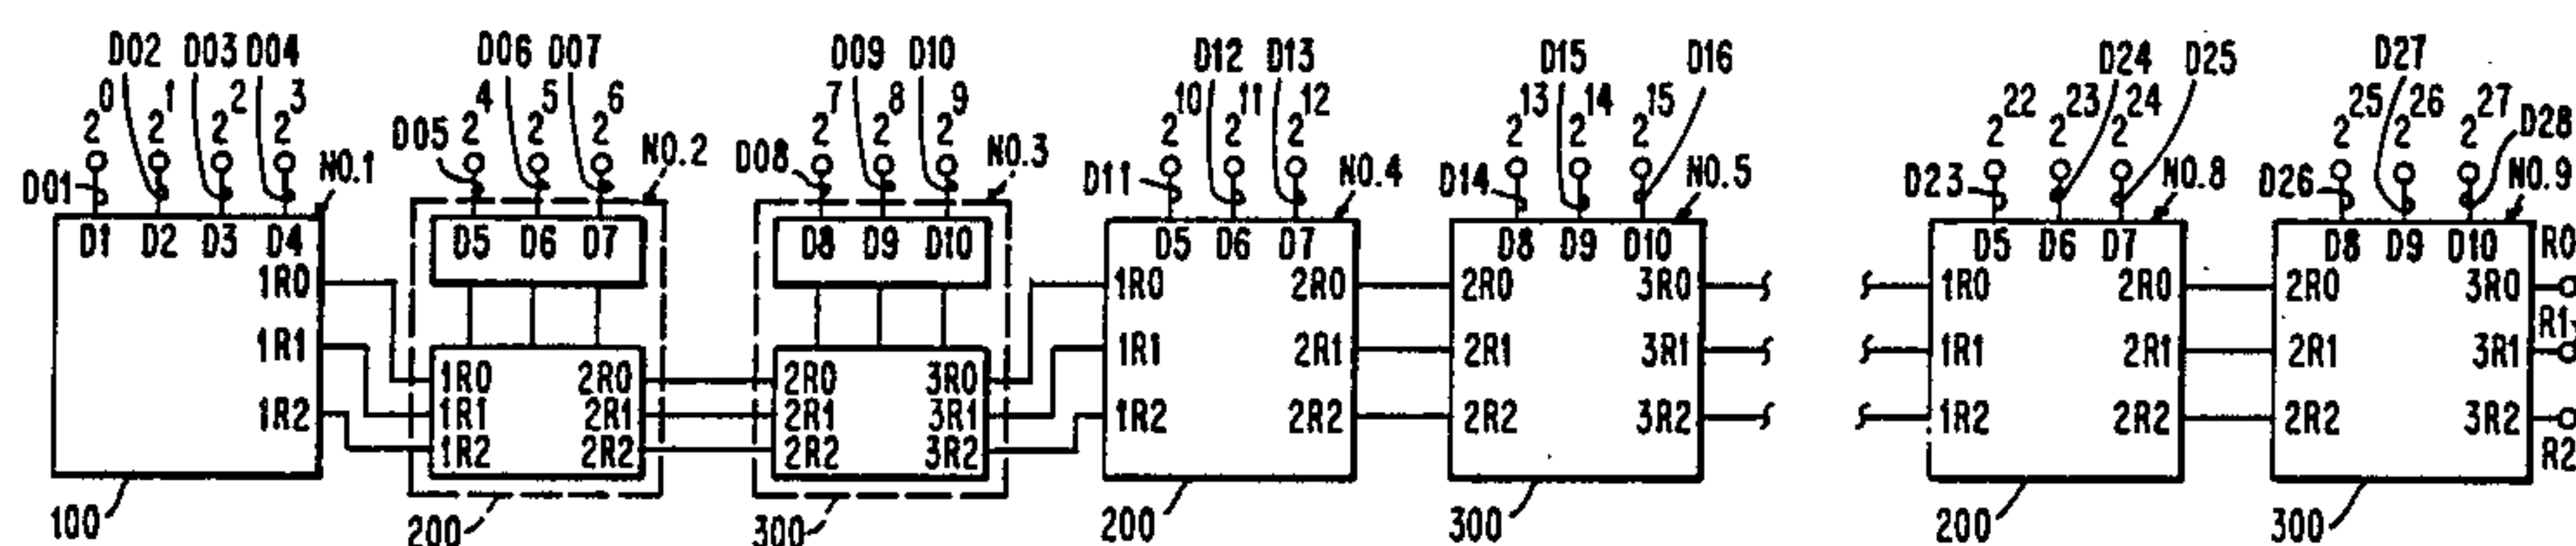 D02 D03 D04 D06 D07 D09 D10 D12 D13 D15 D16 D24 D25 D27
2^0 2^1 2^2 2^3 2^4 2^5 2^6 2^7 2^8 2^9 2^10 2^11 2^12 2^13 2^14 2^15 2^22 2^23 2^24 2^25 2^26 2^27 D28
D01 NO.1 D05 NO.2 D08 NO.3 D11 NO.4 D14 NO.5 D23 NO.8 D26 NO.9
D1 D2 D3 D4 D5 D6 D7 D8 D9 D10 D5 D6 D7 D8 D9 D10 D5 D6 D7 D8 D9 D10 R0
1R0 1R0 2R0 2R0 3R0 1R0 2R0 2R0 3R0
1R1 1R1 2R1 2R1 3R1 1R1 2R1 2R1 3R1 R1
1R2 1R2 2R2 2R2 3R2 1R2 2R2 2R2 3R2 R2
1R0 2R0 2R0 3R0
1R1 2R1 2R1 3R1
1R2 2R2 2R2 3R2
100 200 300 200 300 200 300